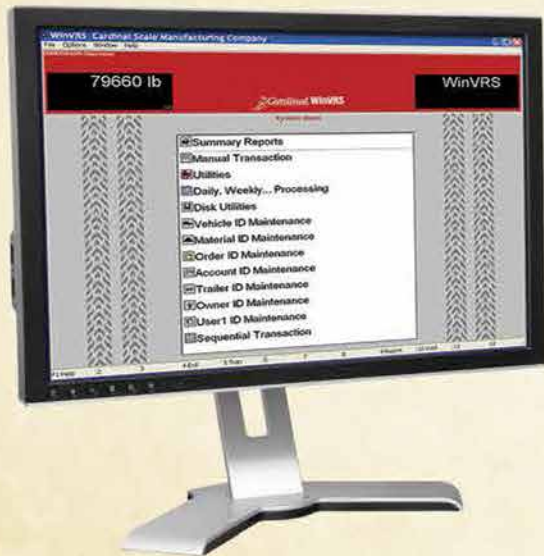 WinVRS Cardinal Scale Manufacturing Company
File Options Window Help
79660 lb
Cardinal WinVRS
WinVRS
Summary Reports
Manual Transaction
Utilities
Daily, Weekly... Processing
Disk Utilities
Vehicle ID Maintenance
Material ID Maintenance
Order ID Maintenance
Account ID Maintenance
Trailer ID Maintenance
Owner ID Maintenance
User1 ID Maintenance
Sequential Transaction